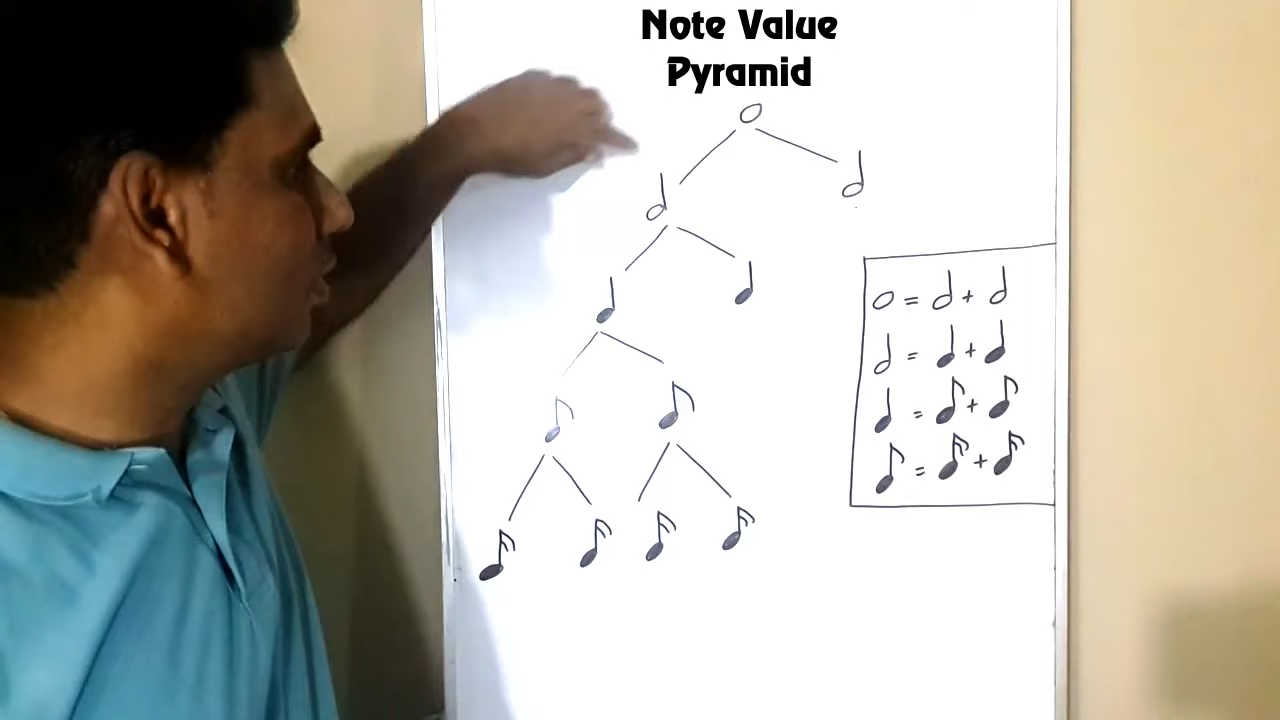 Note Value
Pyramid
𝅝 = 𝅗𝅥 + 𝅗𝅥
𝅗𝅥 = 𝅘𝅥 + 𝅘𝅥
𝅘𝅥 = 𝅘𝅥𝅮 + 𝅘𝅥𝅮
𝅘𝅥𝅮 = 𝅘𝅥𝅯 + 𝅘𝅥𝅯